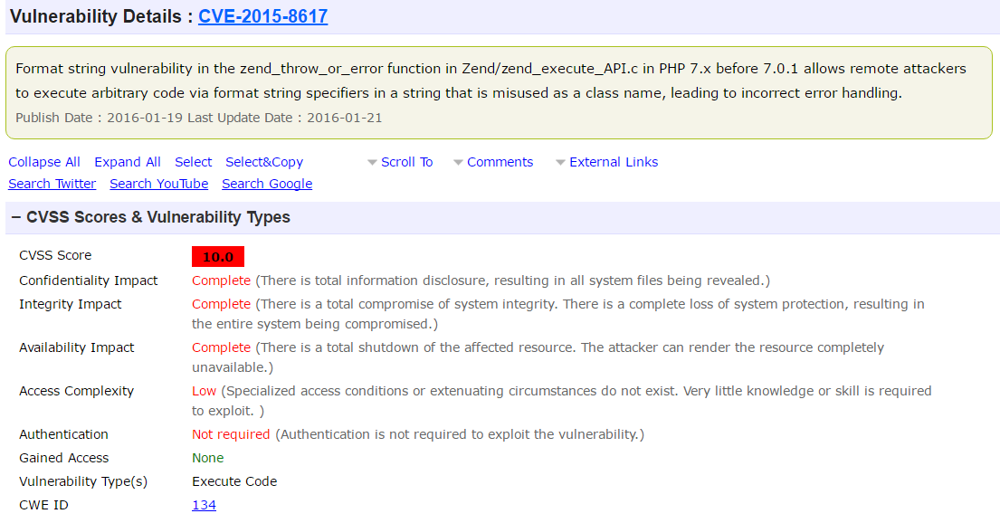 Vulnerability Details : CVE-2015-8617
Format string vulnerability in the zend_throw_or_error function in Zend/zend_execute_API.c in PHP 7.x before 7.0.1 allows remote attackers
to execute arbitrary code via format string specifiers in a string that is misused as a class name, leading to incorrect error handling.
Publish Date : 2016-01-19 Last Update Date : 2016-01-21
Collapse All Expand All Select Select&Copy Scroll To Comments External Links
Search Twitter Search YouTube Search Google
− CVSS Scores & Vulnerability Types
CVSS Score 10.0
Confidentiality Impact Complete (There is total information disclosure, resulting in all system files being revealed.)
Integrity Impact Complete (There is a total compromise of system integrity. There is a complete loss of system protection, resulting in
the entire system being compromised.)
Availability Impact Complete (There is a total shutdown of the affected resource. The attacker can render the resource completely
unavailable.)
Access Complexity Low (Specialized access conditions or extenuating circumstances do not exist. Very little knowledge or skill is required
to exploit. )
Authentication Not required (Authentication is not required to exploit the vulnerability.)
Gained Access None
Vulnerability Type(s) Execute Code
CWE ID 134